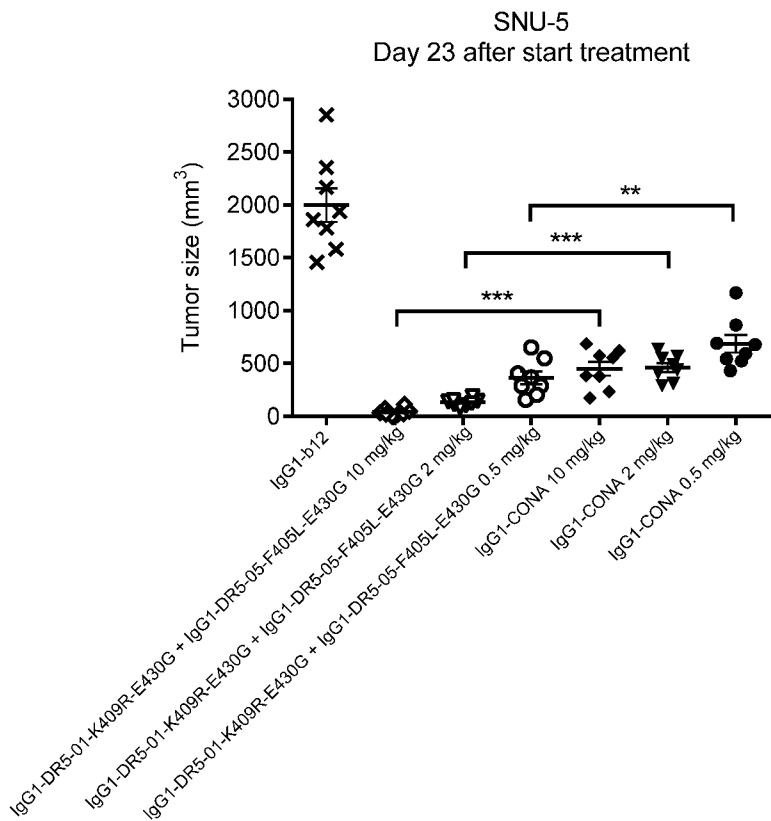 SNU-5
Day 23 after start treatment
Tumor size (mm³)
3000
2500
2000
1500
1000
500
0
**
***
***
IgG1-b12
IgG1-DR5-01-K409R-E430G + IgG1-DR5-05-F405L-E430G 10 mg/kg
IgG1-DR5-01-K409R-E430G + IgG1-DR5-05-F405L-E430G 2 mg/kg
IgG1-DR5-01-K409R-E430G + IgG1-DR5-05-F405L-E430G 0.5 mg/kg
IgG1-CONA 10 mg/kg
IgG1-CONA 2 mg/kg
IgG1-CONA 0.5 mg/kg